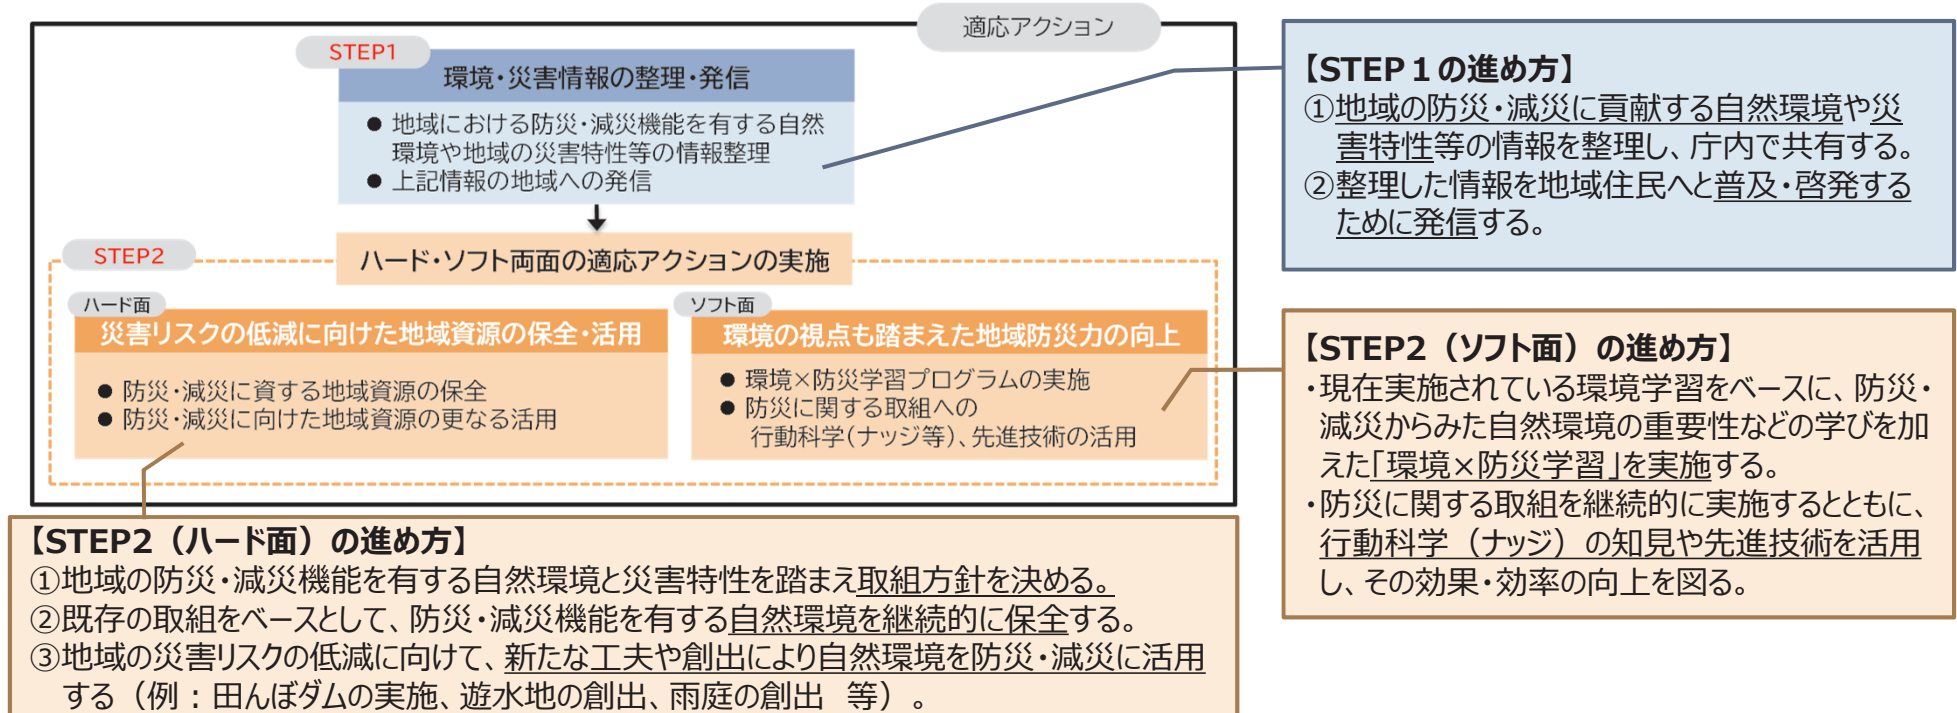 適応アクション
STEP1
環境・災害情報の整理・発信
● 地域における防災・減災機能を有する自然
環境や地域の災害特性等の情報整理
● 上記情報の地域への発信
STEP2
ハード・ソフト両面の適応アクションの実施
ハード面
災害リスクの低減に向けた地域資源の保全・活用
● 防災・減災に資する地域資源の保全
● 防災・減災に向けた地域資源の更なる活用
ソフト面
環境の視点も踏まえた地域防災力の向上
● 環境×防災学習プログラムの実施
● 防災に関する取組への
行動科学(ナッジ等)、先進技術の活用
【STEP1の進め方】
①地域の防災・減災に貢献する自然環境や災
害特性等の情報を整理し、庁内で共有する。
②整理した情報を地域住民へと普及・啓発する
ために発信する。
【STEP2（ソフト面）の進め方】
・現在実施されている環境学習をベースに、防災・
減災からみた自然環境の重要性などの学びを加
えた「環境×防災学習」を実施する。
・防災に関する取組を継続的に実施するとともに、
行動科学（ナッジ）の知見や先進技術を活用
し、その効果・効率の向上を図る。
【STEP2（ハード面）の進め方】
①地域の防災・減災機能を有する自然環境と災害特性を踏まえ取組方針を決める。
②既存の取組をベースとして、防災・減災機能を有する自然環境を継続的に保全する。
③地域の災害リスクの低減に向けて、新たな工夫や創出により自然環境を防災・減災に活用
する（例：田んぼダムの実施、遊水地の創出、雨庭の創出　等）。